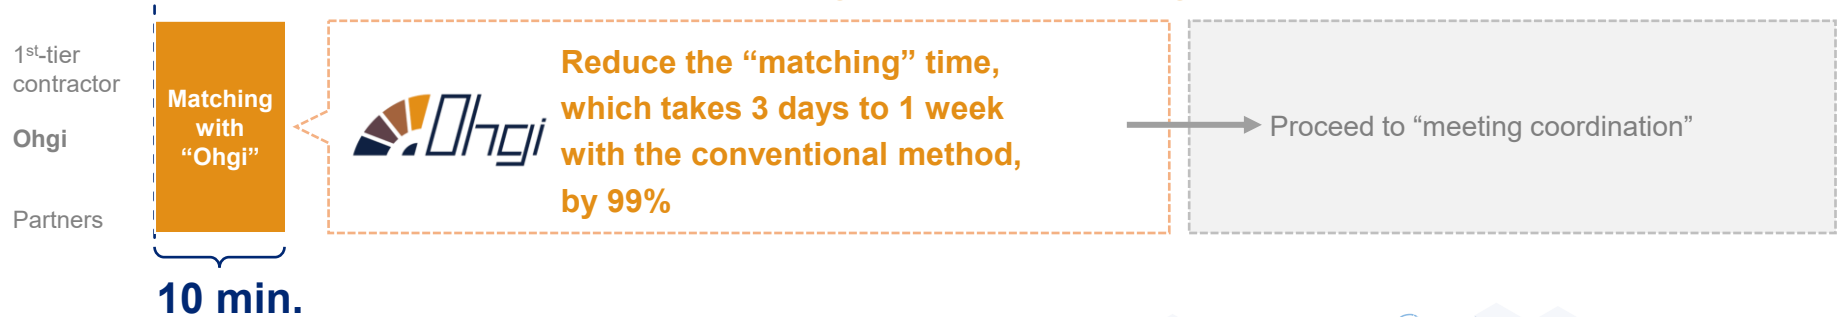 1st-tier
contractor
Ohgi
Partners
Matching
with
“Ohgi”
10 min.
Ohgi
Reduce the “matching” time,
which takes 3 days to 1 week
with the conventional method,
by 99%
Proceed to “meeting coordination”